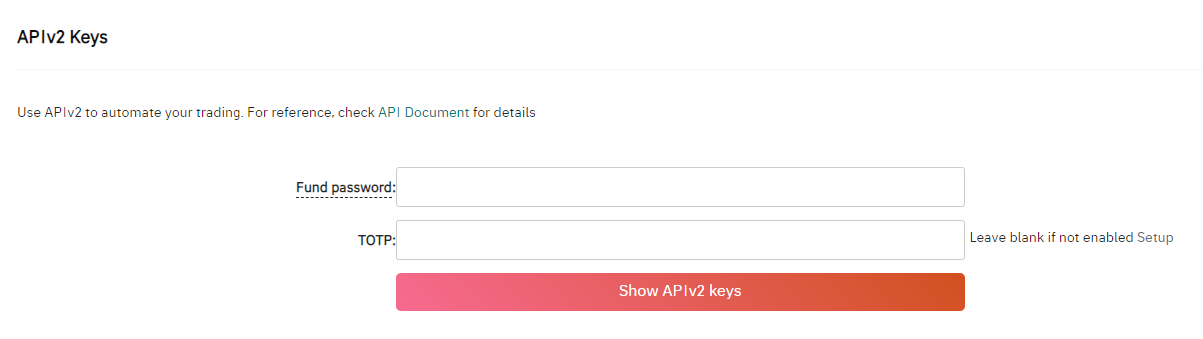 APIv2 Keys
Use APIv2 to automate your trading. For reference, check API Document for details
Fund password:
TOTP:
Leave blank if not enabled Setup
Show APIv2 keys